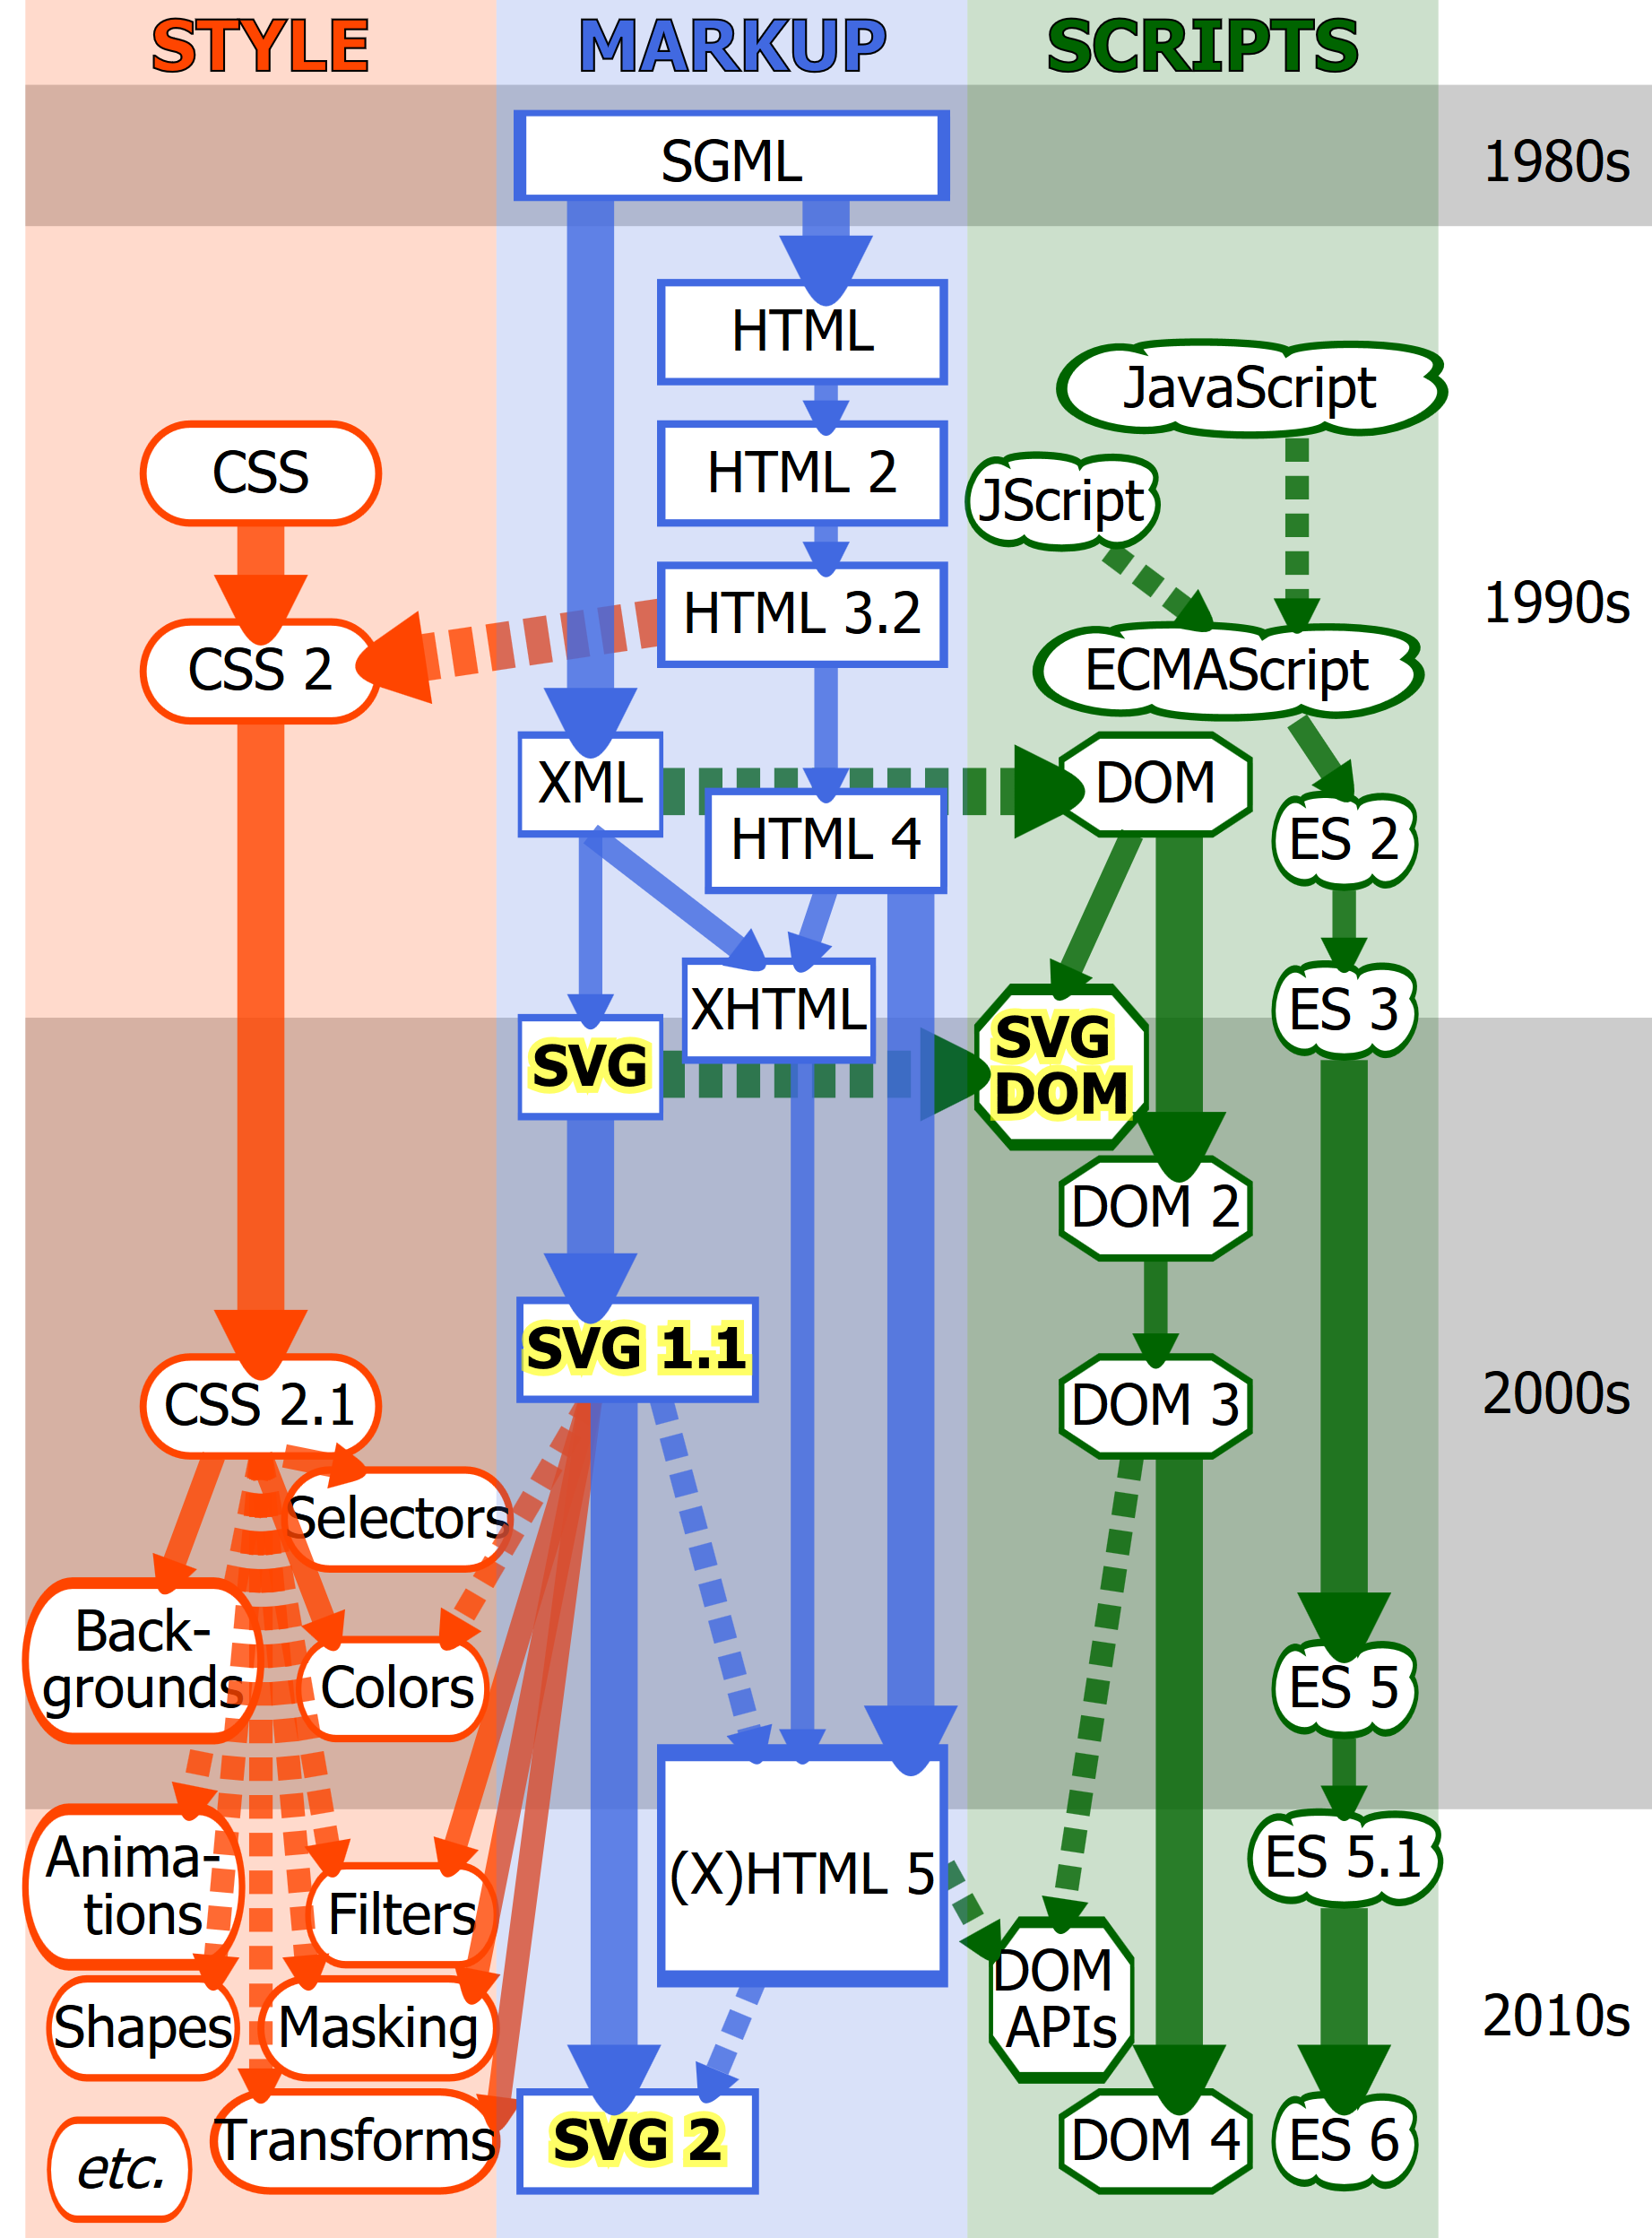 STYLE
MARKUP
SCRIPTS
SGML
1980s
HTML
JavaScript
CSS
HTML 2
JScript
1990s
HTML 3.2
CSS 2
ECMAScript
XML
DOM
HTML 4
ES 2
XHTML
ES 3
SVG
SVG
DOM
DOM 2
SVG 1.1
2000s
CSS 2.1
DOM 3
Selectors
Back-
grounds
Colors
ES 5
Anima-
tions
(X)HTML 5
ES 5.1
Filters
DOM
APIs
2010s
Shapes
Masking
Transforms
SVG 2
DOM 4
ES 6
etc.